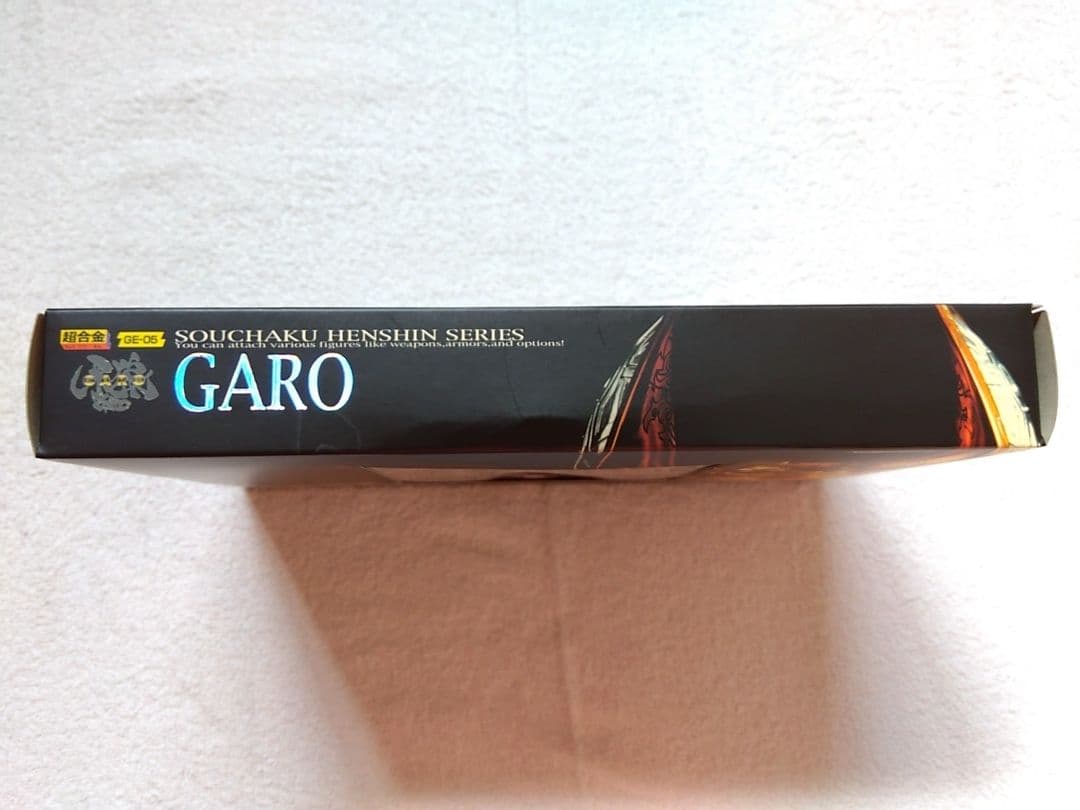 超合金
GE-05
SOUCHAKU HENSHIN SERIES
You can attach various figures like weapons,armors,and options!
GARO
GARO